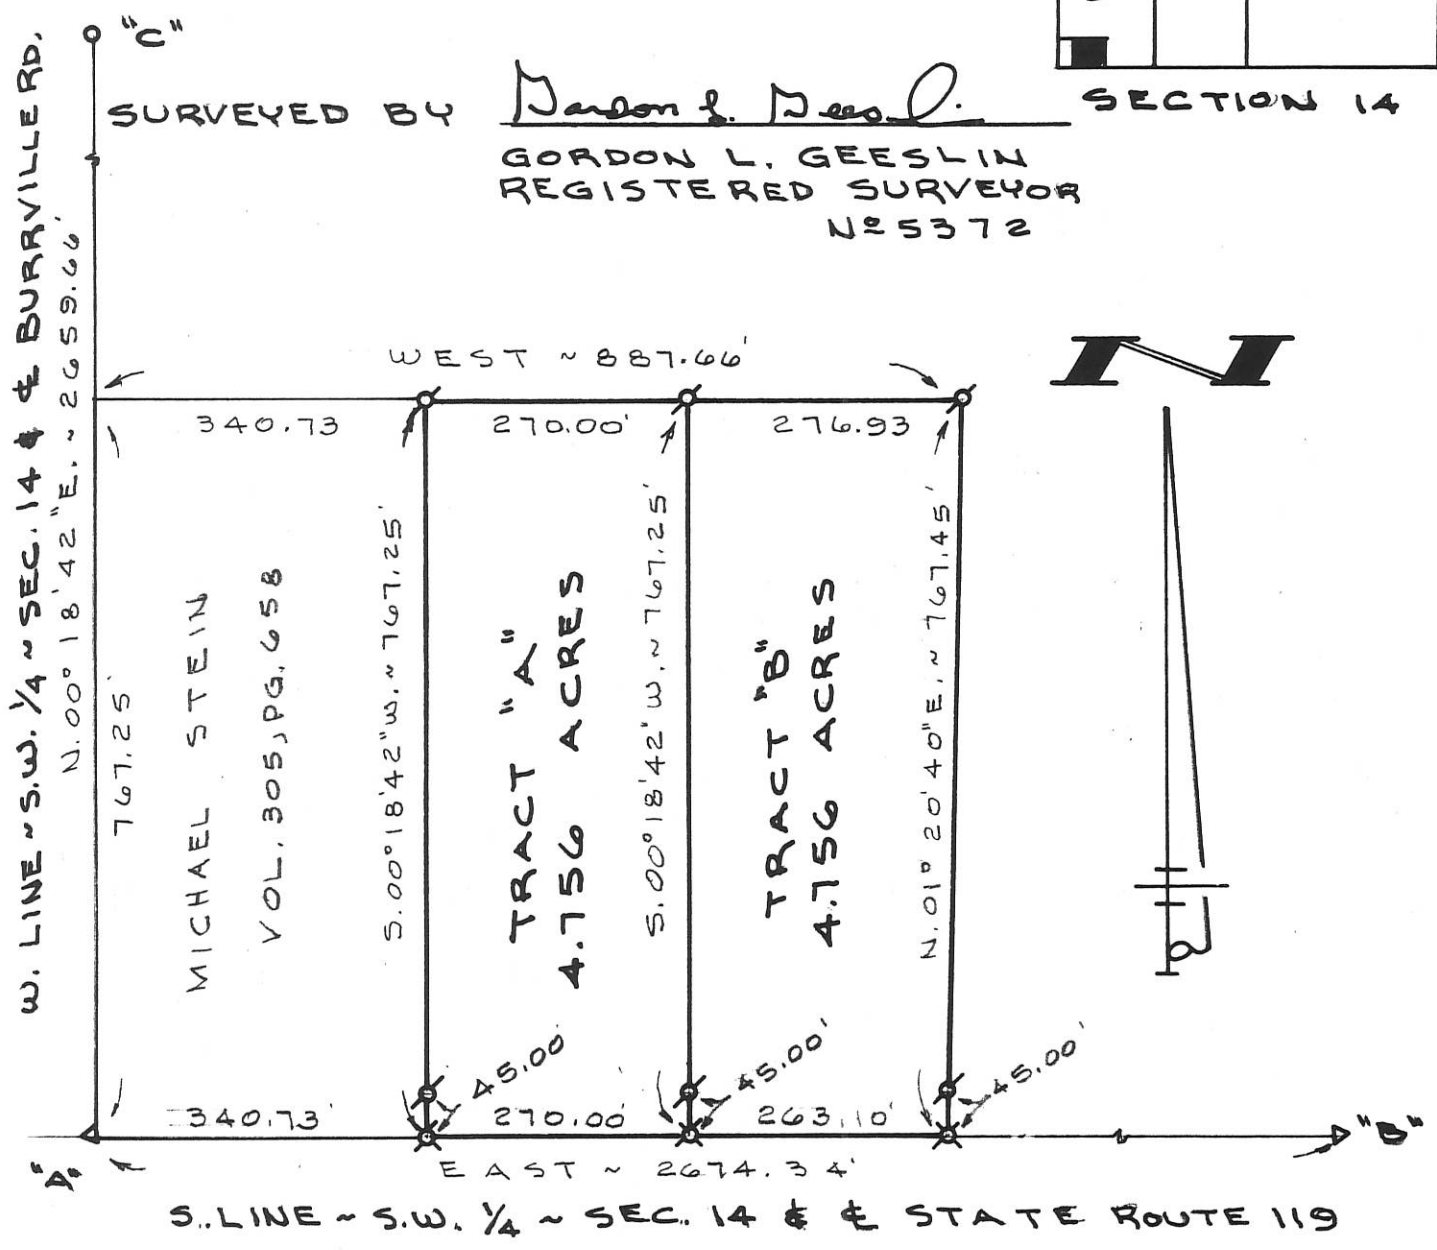 "C"
SURVEYED BY
GORDON L. GEESLIN
REGISTERED SURVEYOR
Nº 5372
SECTION 14
W. LINE ~ S.W. 1/4 ~ SEC. 14 & ℄ BURRVILLE RD.
N. 00° 18' 42" E. ~ 2659.66'
WEST ~ 887.66'
340.73
270.00'
276.93
N
767.25'
MICHAEL STEIN
VOL. 305, PG. 658
S. 00° 18' 42" W. ~ 767.25'
TRACT "A"
4.756 ACRES
S. 00° 18' 42" W. ~ 767.25'
TRACT "B"
4.756 ACRES
N. 01° 20' 40" E. ~ 767.45'
45.00'
45.00'
45.00'
340.73'
270.00'
263.10'
"A"
EAST ~ 2674.34'
"B"
S. LINE ~ S.W. 1/4 ~ SEC. 14 & ℄ STATE ROUTE 119